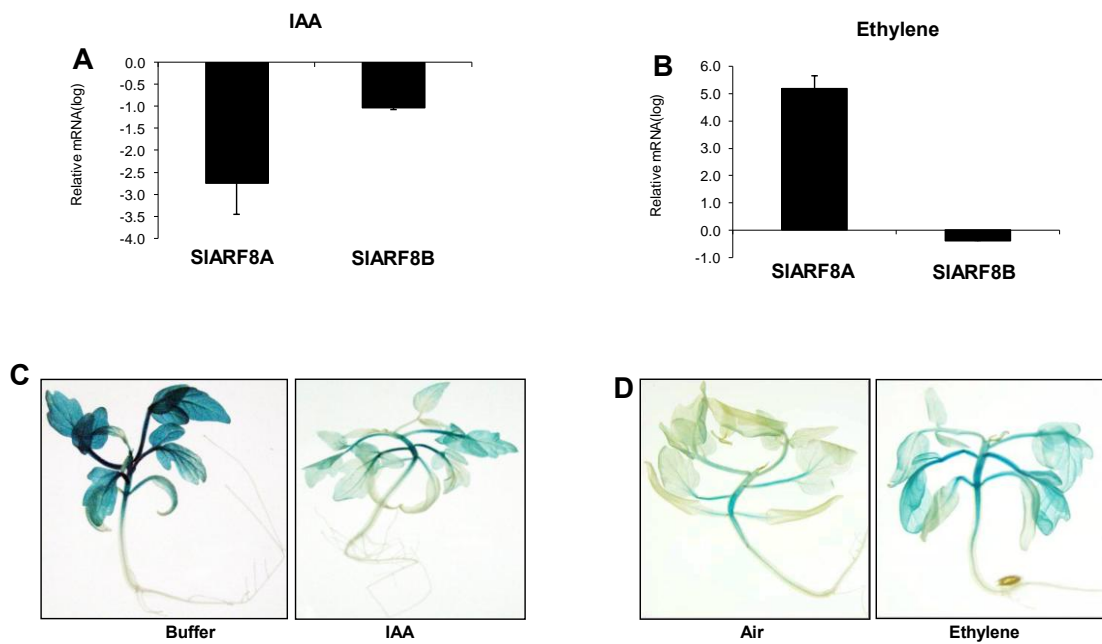 IAA
A
Relative mRNA(log)
0.0
-0.5
-1.0
-1.5
-2.0
-2.5
-3.0
-3.5
-4.0
SlARF8A SlARF8B
Ethylene
B
Relative mRNA(log)
6.0
5.0
4.0
3.0
2.0
1.0
0.0
-1.0
SlARF8A SlARF8B
C
Buffer IAA
D
Air Ethylene